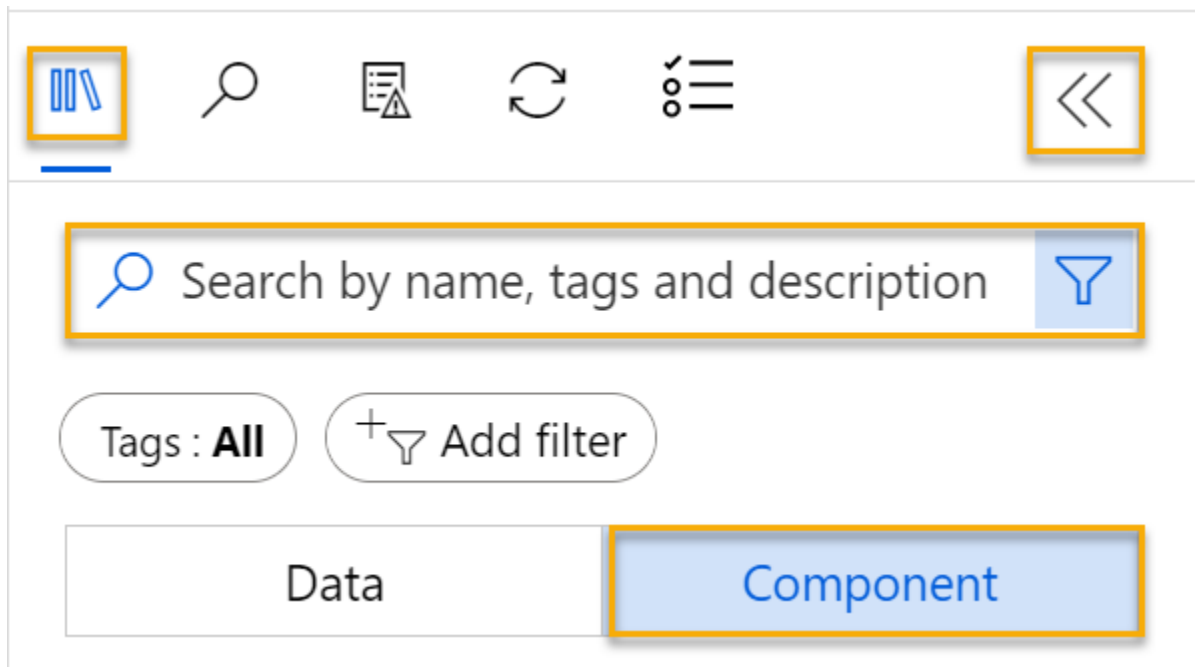 Search by name, tags and description
Tags : All
Add filter
Data
Component